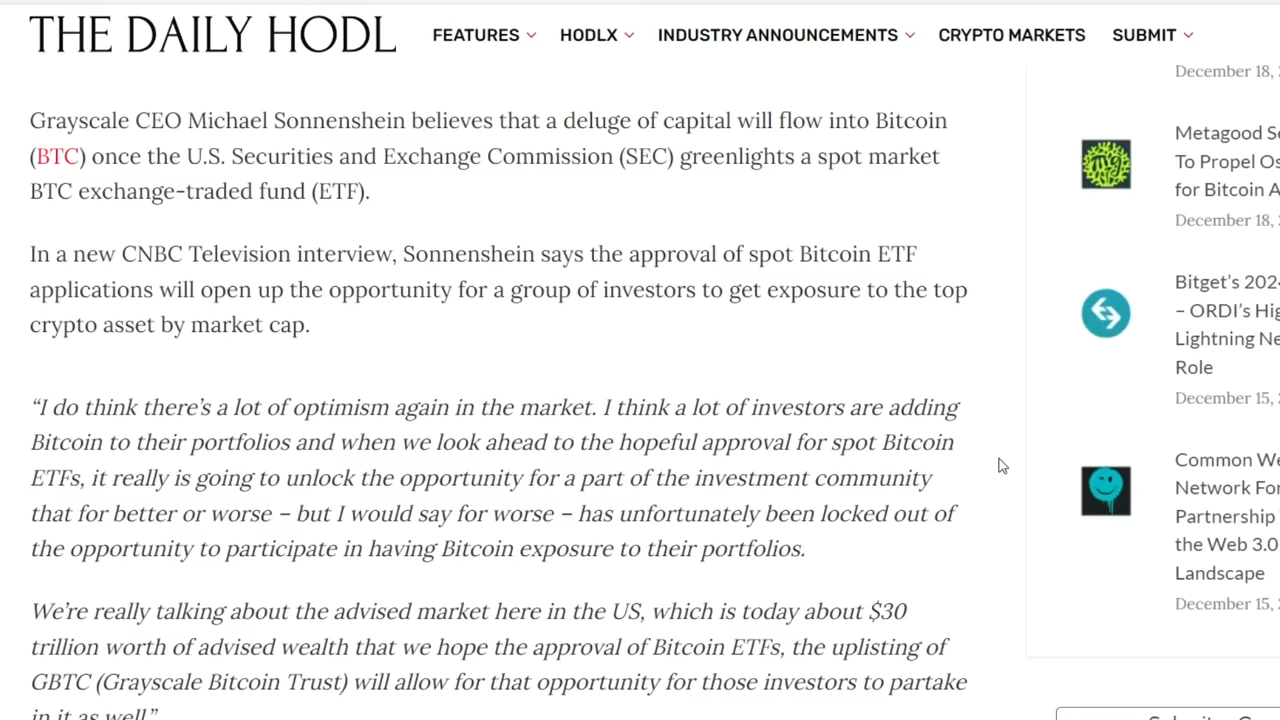 THE DAILY HODL
FEATURES
HODLX
INDUSTRY ANNOUNCEMENTS
CRYPTO MARKETS
SUBMIT
Grayscale CEO Michael Sonnenshein believes that a deluge of capital will flow into Bitcoin
(BTC) once the U.S. Securities and Exchange Commission (SEC) greenlights a spot market
BTC exchange-traded fund (ETF).
In a new CNBC Television interview, Sonnenshein says the approval of spot Bitcoin ETF
applications will open up the opportunity for a group of investors to get exposure to the top
crypto asset by market cap.
“I do think there’s a lot of optimism again in the market. I think a lot of investors are adding
Bitcoin to their portfolios and when we look ahead to the hopeful approval for spot Bitcoin
ETFs, it really is going to unlock the opportunity for a part of the investment community
that for better or worse – but I would say for worse – has unfortunately been locked out of
the opportunity to participate in having Bitcoin exposure to their portfolios.
We’re really talking about the advised market here in the US, which is today about $30
trillion worth of advised wealth that we hope the approval of Bitcoin ETFs, the uplisting of
GBTC (Grayscale Bitcoin Trust) will allow for that opportunity for those investors to partake
in it as well.”
December 18,
Metagood
To Propel
for Bitcoin
December 18,
Bitget’s
– ORDI’s
Lightning
Role
December 15,
Common
Network
Partnership
the Web 3.0
Landscape
December 15,